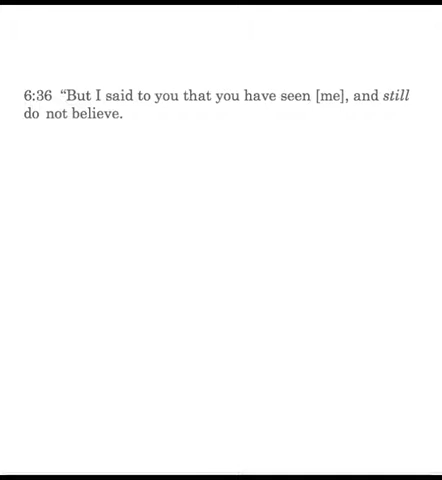 6:36 “But I said to you that you have seen [me], and still
do not believe.